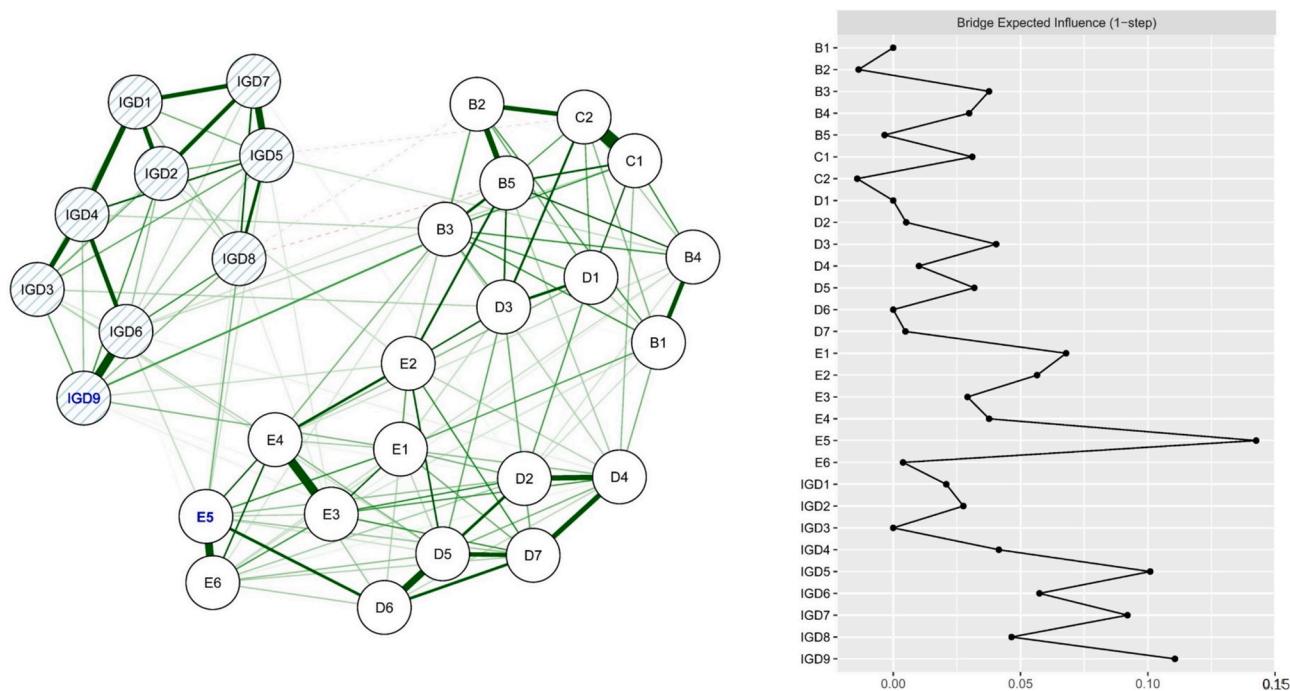 IGD7
IGD1
IGD5
IGD2
IGD4
IGD8
IGD3
IGD6
IGD9
B2
C2
C1
B5
B3
B4
D1
D3
B1
E2
E4
E1
D2
D4
E5
E3
D5
D7
E6
D6
Bridge Expected Influence (1−step)
B1
B2
B3
B4
B5
C1
C2
D1
D2
D3
D4
D5
D6
D7
E1
E2
E3
E4
E5
E6
IGD1
IGD2
IGD3
IGD4
IGD5
IGD6
IGD7
IGD8
IGD9
0.00 0.05 0.10 0.15